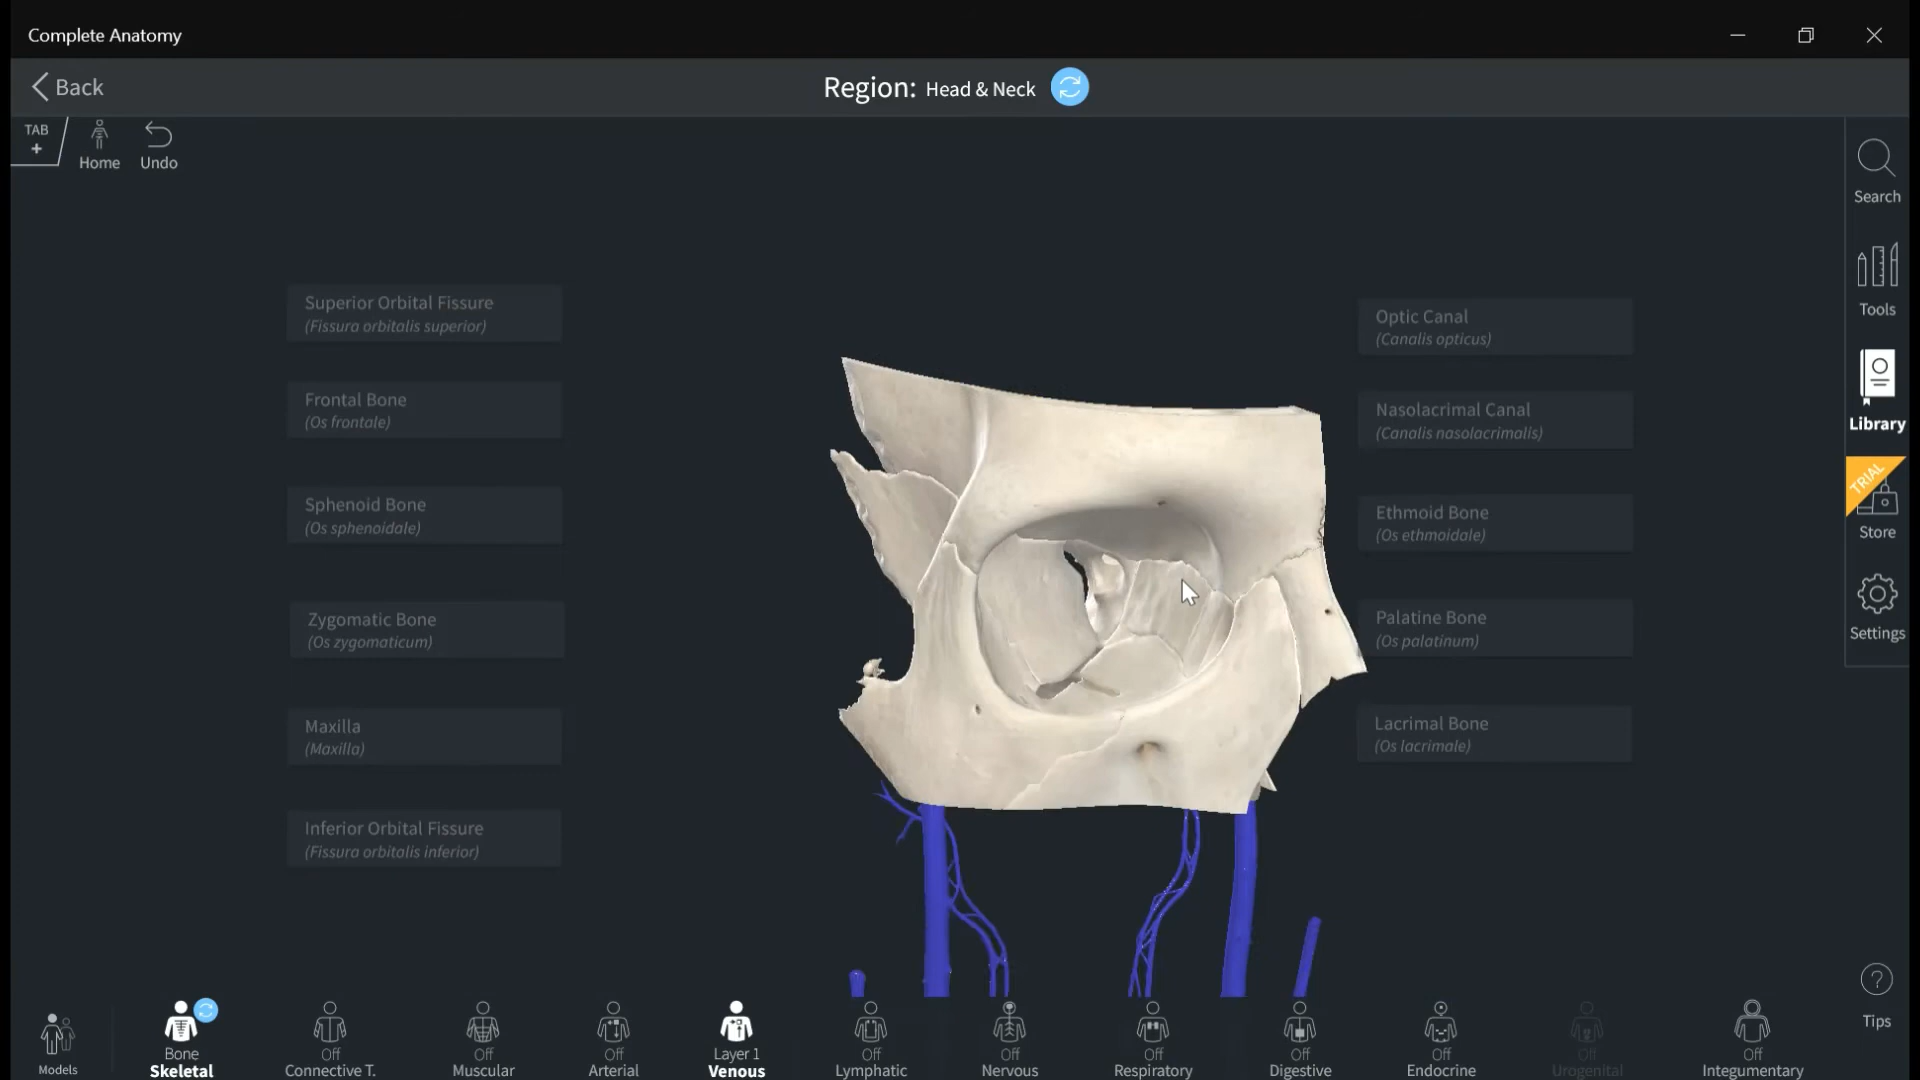 Complete Anatomy
Back
Region: Head & Neck
TAB
+
Home
Undo
Search
Tools
Library
TRIAL
Store
Settings
Superior Orbital Fissure
(Fissura orbitalis superior)
Frontal Bone
(Os frontale)
Sphenoid Bone
(Os sphenoidale)
Zygomatic Bone
(Os zygomaticum)
Maxilla
(Maxilla)
Inferior Orbital Fissure
(Fissura orbitalis inferior)
Optic Canal
(Canalis opticus)
Nasolacrimal Canal
(Canalis nasolacrimalis)
Ethmoid Bone
(Os ethmoidale)
Palatine Bone
(Os palatinum)
Lacrimal Bone
(Os lacrimale)
?
Tips
Models
Bone
Skeletal
Off
Connective T.
Off
Muscular
Off
Arterial
Layer 1
Venous
Off
Lymphatic
Off
Nervous
Off
Respiratory
Off
Digestive
Off
Endocrine
Off
Urogenital
Off
Integumentary